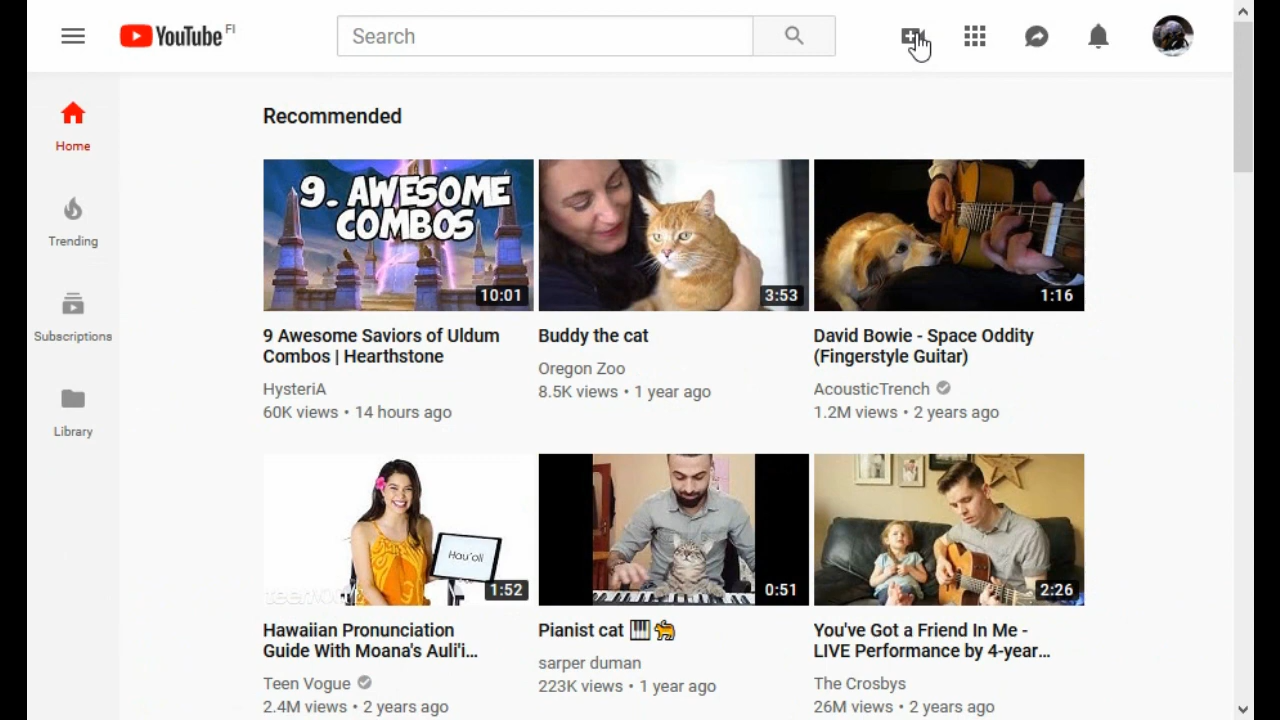 YouTube FI
Search
Home
Trending
Subscriptions
Library
Recommended
9. AWESOME
COMBOS
10:01
3:53
1:16
9 Awesome Saviors of Uldum
Combos | Hearthstone
HysteriA
60K views • 14 hours ago
Buddy the cat
Oregon Zoo
8.5K views • 1 year ago
David Bowie - Space Oddity
(Fingerstyle Guitar)
AcousticTrench
1.2M views • 2 years ago
Hau'oli
1:52
0:51
2:26
Hawaiian Pronunciation
Guide With Moana's Auli'i...
Teen Vogue
2.4M views • 2 years ago
Pianist cat 🎹🐈
sarper duman
223K views • 1 year ago
You've Got a Friend In Me -
LIVE Performance by 4-year...
The Crosbys
26M views • 2 years ago